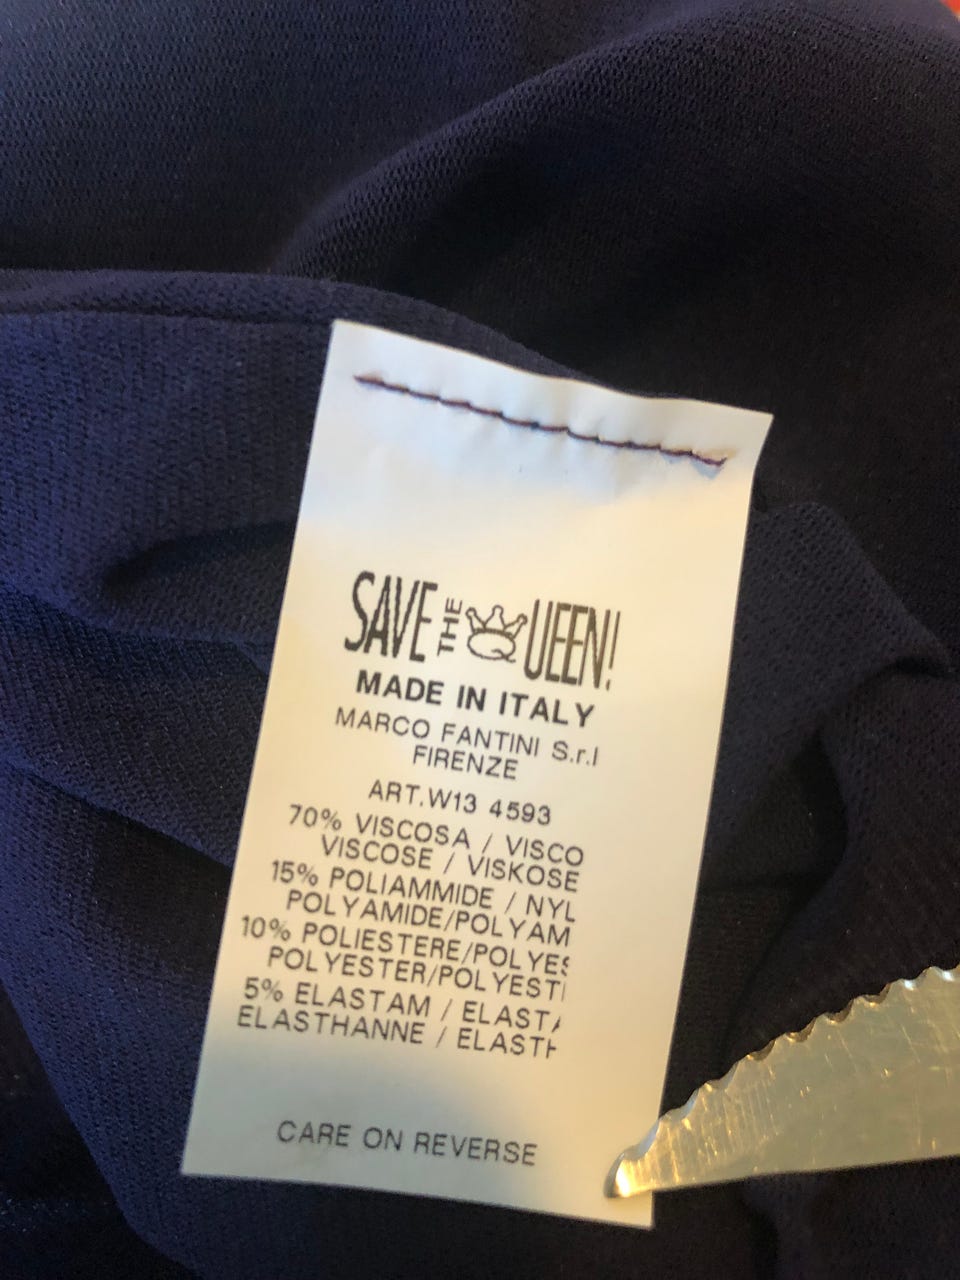 SAVE THE QUEEN!
MADE IN ITALY
MARCO FANTINI S.r.l
FIRENZE
ART.W13 4593
70% VISCOSA / VISCO
VISCOSE / VISKOSE
15% POLIAMMIDE / NYL
POLYAMIDE/POLYAM
10% POLIESTERE/POLYES
POLYESTER/POLYEST
5% ELASTAM / ELAST
ELASTHANNE / ELASTH
CARE ON REVERSE